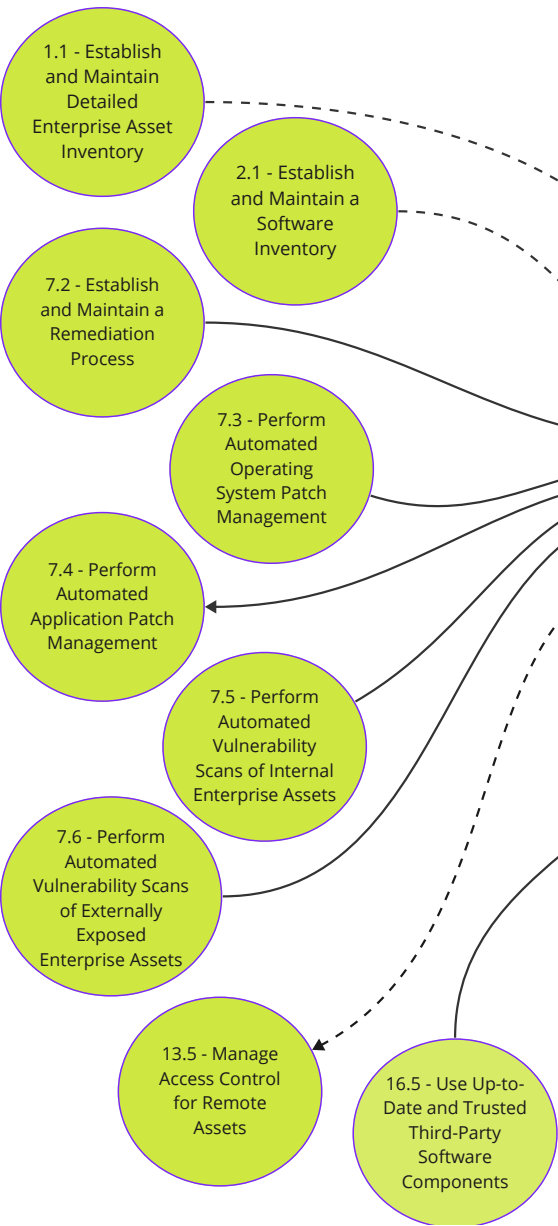 1.1 - Establish
and Maintain
Detailed
Enterprise Asset
Inventory
2.1 - Establish
and Maintain a
Software
Inventory
7.2 - Establish
and Maintain a
Remediation
Process
7.3 - Perform
Automated
Operating
System Patch
Management
7.4 - Perform
Automated
Application Patch
Management
7.5 - Perform
Automated
Vulnerability
Scans of Internal
Enterprise Assets
7.6 - Perform
Automated
Vulnerability Scans
of Externally
Exposed
Enterprise Assets
13.5 - Manage
Access Control
for Remote
Assets
16.5 - Use Up-to-
Date and Trusted
Third-Party
Software
Components